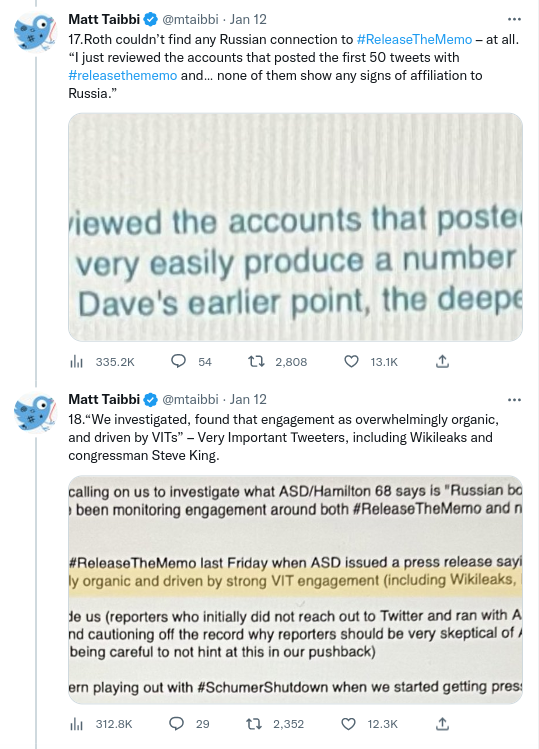 Matt Taibbi @mtaibbi · Jan 12
17.Roth couldn't find any Russian connection to #ReleaseTheMemo – at all.
“I just reviewed the accounts that posted the first 50 tweets with
#releasethememo and... none of them show any signs of affiliation to
Russia.”
viewed the accounts that poste
very easily produce a number
Dave's earlier point, the deepe
335.2K 54 2,808 13.1K
Matt Taibbi @mtaibbi · Jan 12
18.“We investigated, found that engagement as overwhelmingly organic,
and driven by VITs” – Very Important Tweeters, including Wikileaks and
congressman Steve King.
calling on us to investigate what ASD/Hamilton 68 says is "Russian bo
been monitoring engagement around both #ReleaseTheMemo and n
#ReleaseTheMemo last Friday when ASD issued a press release sayi
ly organic and driven by strong VIT engagement (including Wikileaks,
de us (reporters who initially did not reach out to Twitter and ran with A
nd cautioning off the record why reporters should be very skeptical of
being careful to not hint at this in our pushback)
ern playing out with #SchumerShutdown when we started getting press
312.8K 29 2,352 12.3K